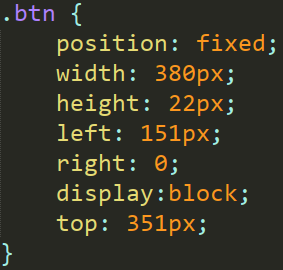 .btn {
    position: fixed;
    width: 380px;
    height: 22px;
    left: 151px;
    right: 0;
    display:block;
    top: 351px;
}